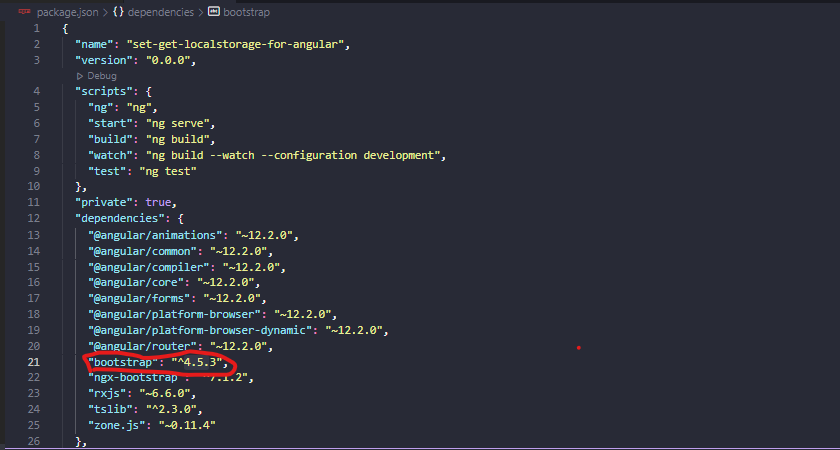 package.json > {} dependencies > bootstrap
1 {
2 "name": "set-get-localstorage-for-angular",
3 "version": "0.0.0",
Debug
4 "scripts": {
5 "ng": "ng",
6 "start": "ng serve",
7 "build": "ng build",
8 "watch": "ng build --watch --configuration development",
9 "test": "ng test"
10 },
11 "private": true,
12 "dependencies": {
13 "@angular/animations": "~12.2.0",
14 "@angular/common": "~12.2.0",
15 "@angular/compiler": "~12.2.0",
16 "@angular/core": "~12.2.0",
17 "@angular/forms": "~12.2.0",
18 "@angular/platform-browser": "~12.2.0",
19 "@angular/platform-browser-dynamic": "~12.2.0",
20 "@angular/router": "~12.2.0",
21 "bootstrap": "^4.5.3",
22 "ngx-bootstrap": "^7.1.2",
23 "rxjs": "~6.6.0",
24 "tslib": "^2.3.0",
25 "zone.js": "~0.11.4"
26 },